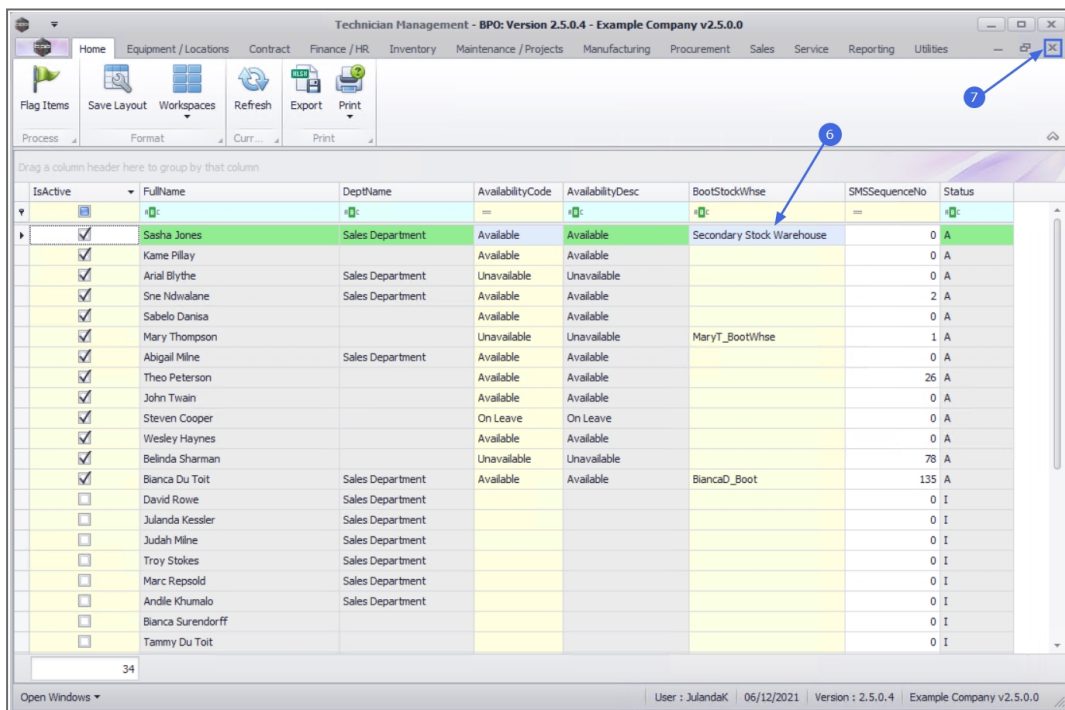 Technician Management - BPO: Version 2.5.0.4 - Example Company v2.5.0.0
Home Equipment / Locations Contract Finance / HR Inventory Maintenance / Projects Manufacturing Procurement Sales Service Reporting Utilities
7
Flag Items Save Layout Workspaces Refresh Export Print
Process Format Curr... Print
6
Drag a column header here to group by that column
IsActive FullName DeptName AvailabilityCode AvailabilityDesc BootStockWhse SMSSequenceNo Status
Sasha Jones Sales Department Available Available Secondary Stock Warehouse 0 A
Kame Pillay Available Available 0 A
Arial Blythe Sales Department Unavailable Unavailable 0 A
Sne Ndwalane Sales Department Available Available 2 A
Sabelo Danisa Available Available 0 A
Mary Thompson Unavailable Unavailable MaryT_BootWhse 1 A
Abigail Milne Sales Department Available Available 0 A
Theo Peterson Available Available 26 A
John Twain Available Available 0 A
Steven Cooper On Leave On Leave 0 A
Wesley Haynes Available Available 0 A
Belinda Sharman Unavailable Unavailable 78 A
Bianca Du Toit Sales Department Available Available BiancaD_Boot 135 A
David Rowe Sales Department 0 I
Julanda Kessler Sales Department 0 I
Judah Milne Sales Department 0 I
Troy Stokes Sales Department 0 I
Marc Repsold Sales Department 0 I
Andile Khumalo Sales Department 0 I
Bianca Surendorff 0 I
Tammy Du Toit 0 I
34
Open Windows User : JulandaK 06/12/2021 Version : 2.5.0.4 Example Company v2.5.0.0